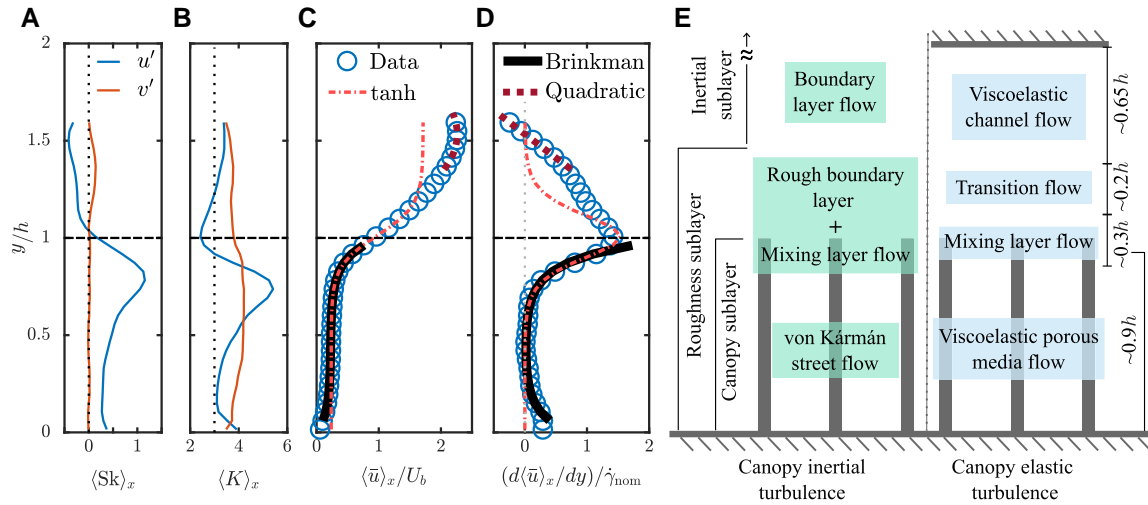 A
B
C
D
E
u′
v′
Data
tanh
Brinkman
Quadratic
2
1.5
1
0.5
0
y/h
-1
0
1
2
3
4
6
0
1
2
0
1
2
⟨Sk⟩x
⟨K⟩x
⟨ū⟩x/Ub
(d⟨ū⟩x/dy)/γ̇nom
Inertial
sublayer
≈
Roughness sublayer
Canopy sublayer
Boundary
layer flow
Rough boundary
layer
+
Mixing layer flow
von Kármán
street flow
Canopy inertial
turbulence
Viscoelastic
channel flow
Transition flow
Mixing layer flow
Viscoelastic porous
media flow
Canopy elastic
turbulence
~0.65h
~0.2h
~0.3h
~0.9h